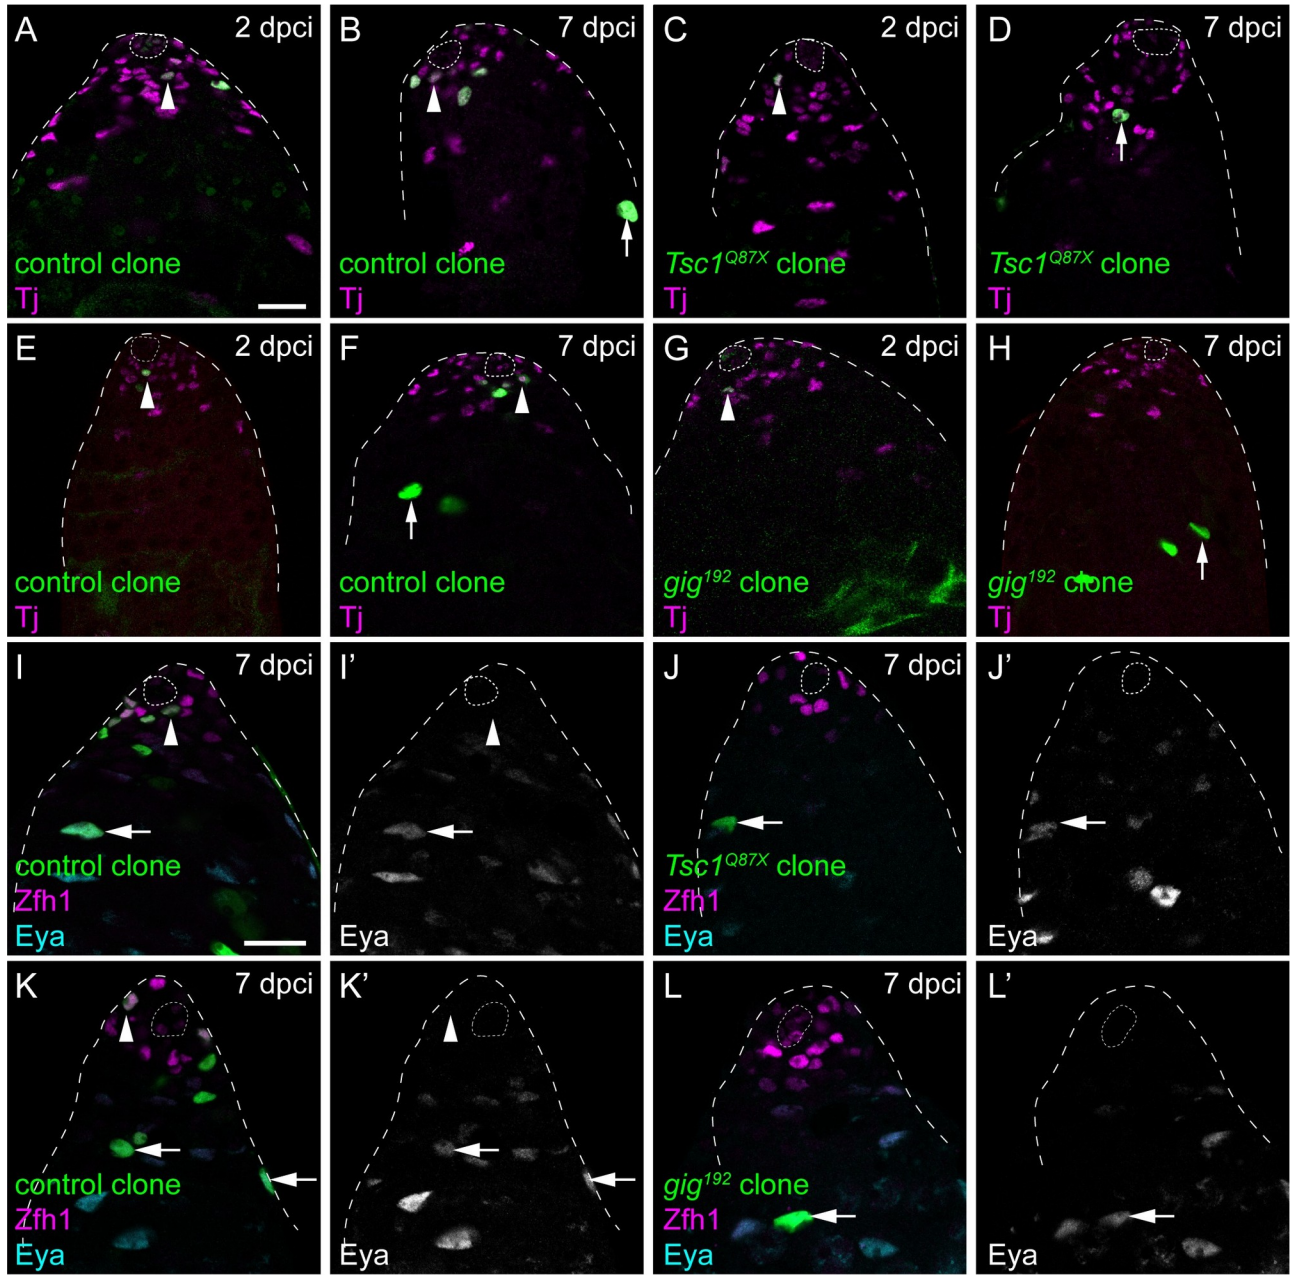 A 2 dpci
control clone
Tj
B 7 dpci
control clone
Tj
C 2 dpci
Tsc1Q87X clone
Tj
D 7 dpci
Tsc1Q87X clone
Tj
E 2 dpci
control clone
Tj
F 7 dpci
control clone
Tj
G 2 dpci
gig192 clone
Tj
H 7 dpci
gig192 clone
Tj
I 7 dpci
control clone
Zfh1
Eya
I’
Eya
J 7 dpci
Tsc1Q87X clone
Zfh1
Eya
J’
Eya
K 7 dpci
control clone
Zfh1
Eya
K’
Eya
L 7 dpci
gig192 clone
Zfh1
Eya
L’
Eya